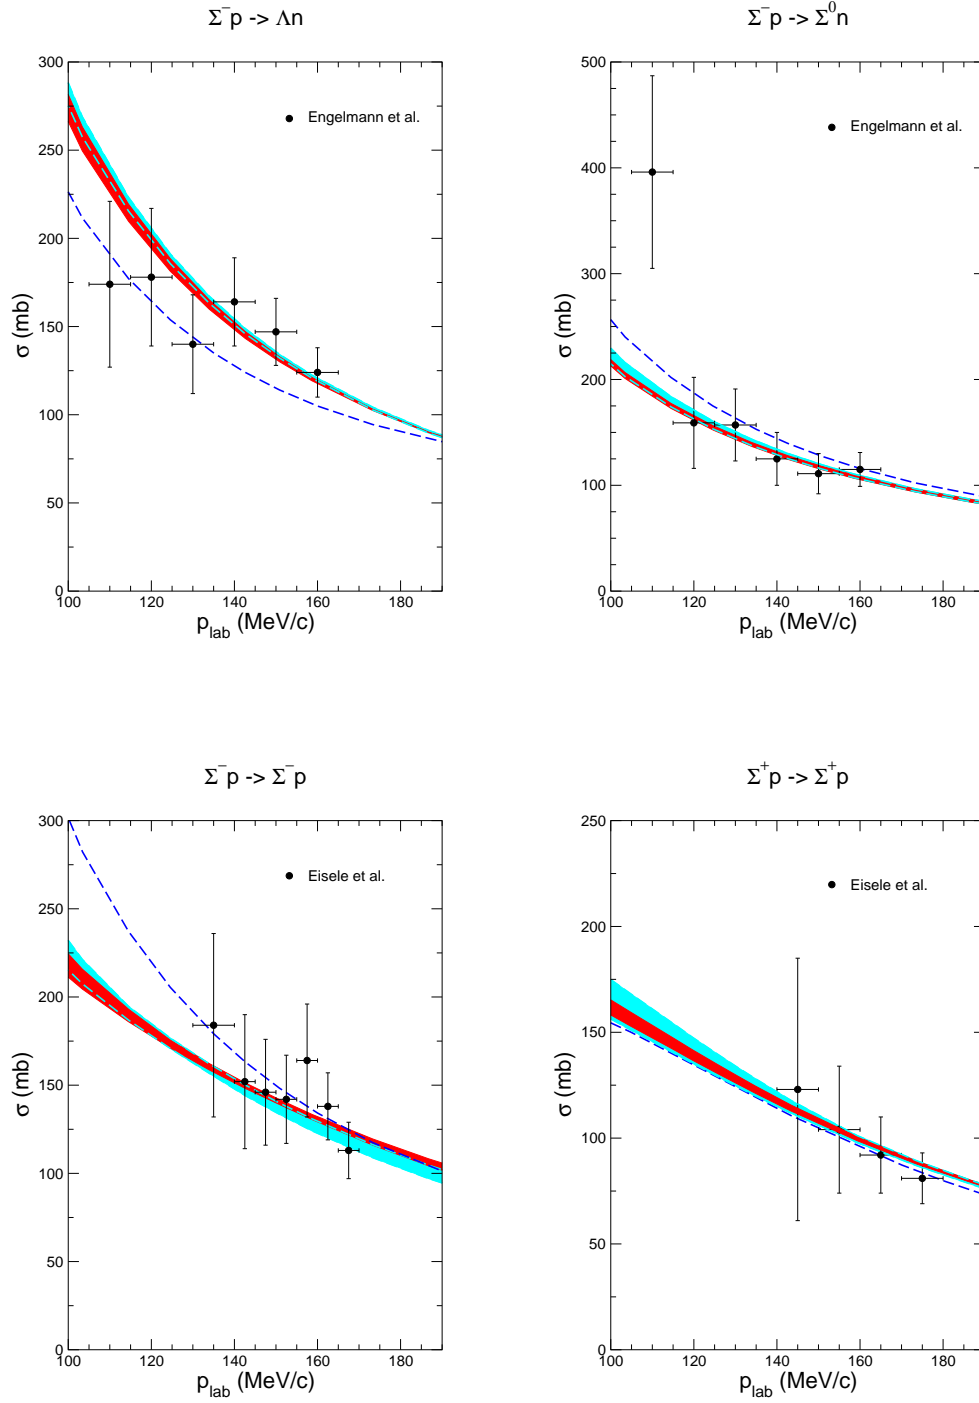 Σ⁻p -> Λn
300
250
200
150
100
50
0
σ (mb)
Engelmann et al.
100 120 140 160 180
p_lab (MeV/c)
Σ⁻p -> Σ⁰n
500
400
300
200
100
0
σ (mb)
Engelmann et al.
100 120 140 160 180
p_lab (MeV/c)
Σ⁻p -> Σ⁻p
300
250
200
150
100
50
0
σ (mb)
Eisele et al.
100 120 140 160 180
p_lab (MeV/c)
Σ⁺p -> Σ⁺p
250
200
150
100
50
0
σ (mb)
Eisele et al.
100 120 140 160 180
p_lab (MeV/c)